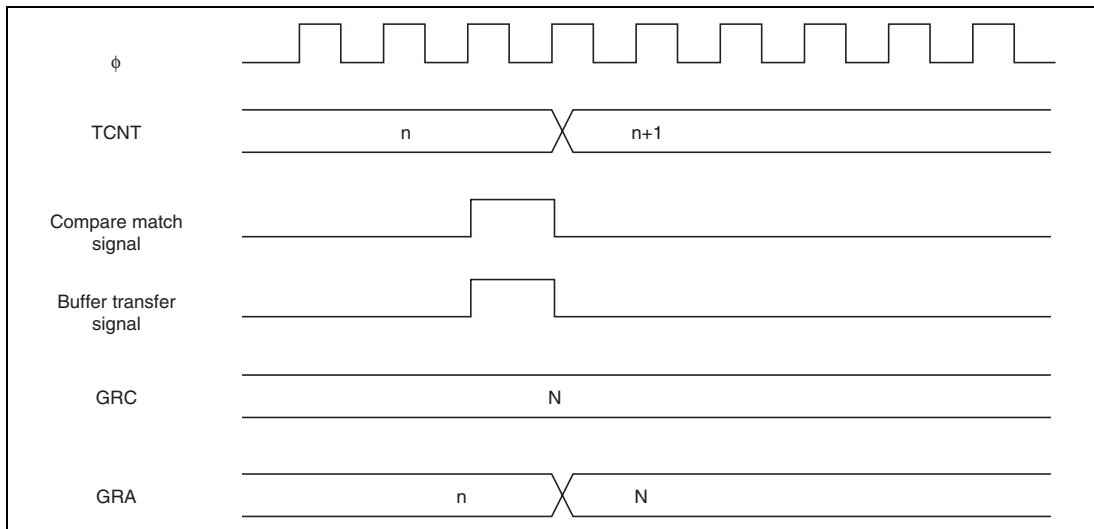 ϕ
TCNT
n
n+1
Compare match
signal
Buffer transfer
signal
GRC
N
GRA
n
N